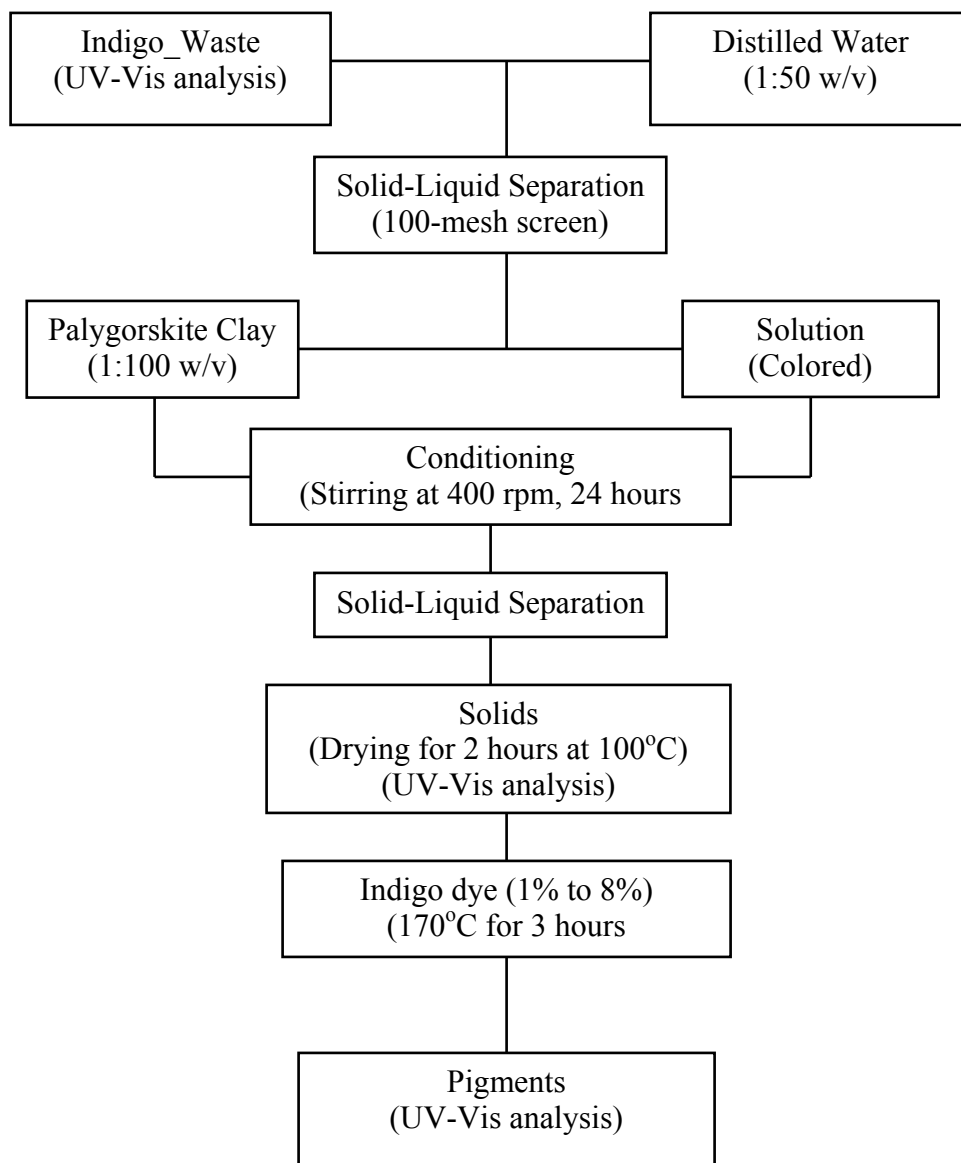 Indigo_Waste
(UV-Vis analysis)
Distilled Water
(1:50 w/v)
Solid-Liquid Separation
(100-mesh screen)
Palygorskite Clay
(1:100 w/v)
Solution
(Colored)
Conditioning
(Stirring at 400 rpm, 24 hours
Solid-Liquid Separation
Solids
(Drying for 2 hours at 100°C)
(UV-Vis analysis)
Indigo dye (1% to 8%)
(170°C for 3 hours
Pigments
(UV-Vis analysis)